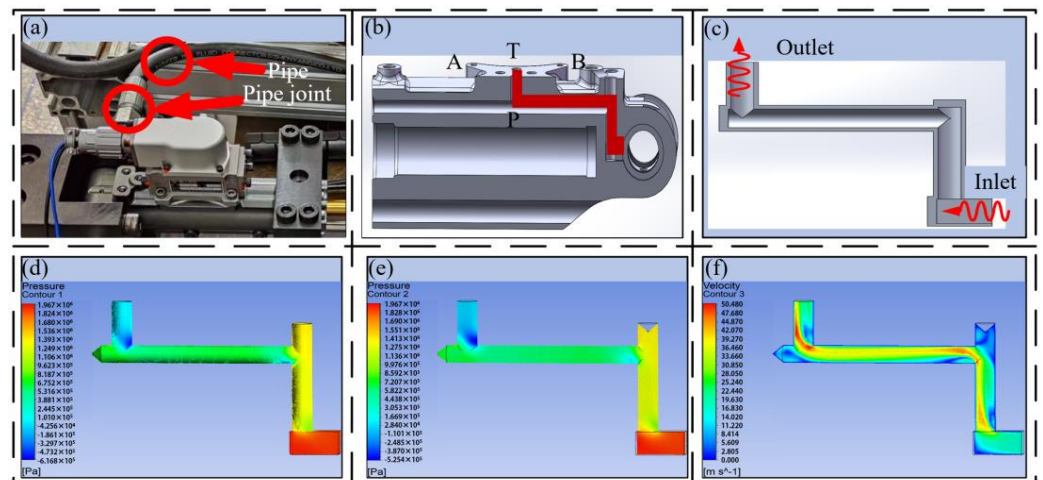 (a)
Pipe
Pipe joint
(b)
A
T
B
P
(c)
Outlet
Inlet
(d)
Pressure
Contour 1
1.967×10⁶
1.824×10⁶
1.680×10⁶
1.536×10⁶
1.393×10⁶
1.249×10⁶
1.106×10⁶
9.623×10⁵
8.187×10⁵
6.752×10⁵
5.316×10⁵
3.881×10⁵
2.445×10⁵
1.010×10⁵
-4.256×10⁴
-1.861×10⁵
-3.297×10⁵
-4.732×10⁵
-6.168×10⁵
[Pa]
(e)
Pressure
Contour 2
1.967×10⁶
1.828×10⁶
1.690×10⁶
1.551×10⁶
1.413×10⁶
1.275×10⁶
1.136×10⁶
9.976×10⁵
8.592×10⁵
7.207×10⁵
5.822×10⁵
4.438×10⁵
3.053×10⁵
1.669×10⁵
2.840×10⁴
-1.101×10⁵
-2.485×10⁵
-3.870×10⁵
-5.254×10⁵
[Pa]
(f)
Velocity
Contour 3
50.480
47.680
44.870
42.070
39.270
36.660
33.660
30.850
28.050
25.240
22.440
19.630
16.830
14.020
11.220
8.414
5.609
2.805
0.000
[m s^-1]